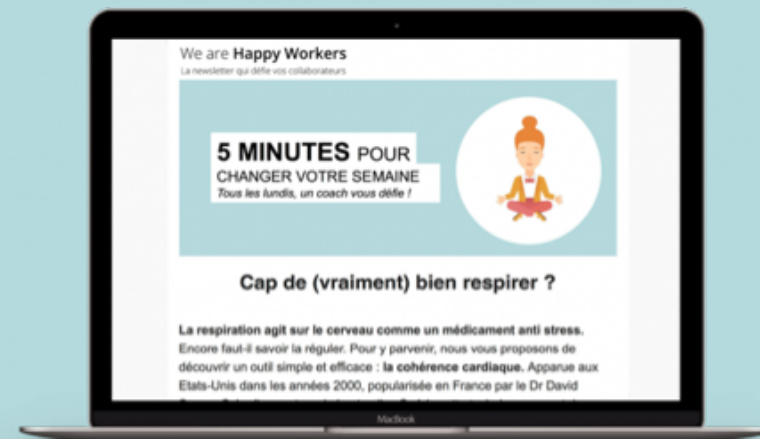 We are Happy Workers
La newsletter qui défie vos collaborateurs
5 MINUTES POUR
CHANGER VOTRE SEMAINE
Tous les lundis, un coach vous défie !
Cap de (vraiment) bien respirer ?
La respiration agit sur le cerveau comme un médicament anti stress.
Encore faut-il savoir la réguler. Pour y parvenir, nous vous proposons de
découvrir un outil simple et efficace : la cohérence cardiaque. Apparue aux
Etats-Unis dans les années 2000, popularisée en France par le Dr David
MacBook